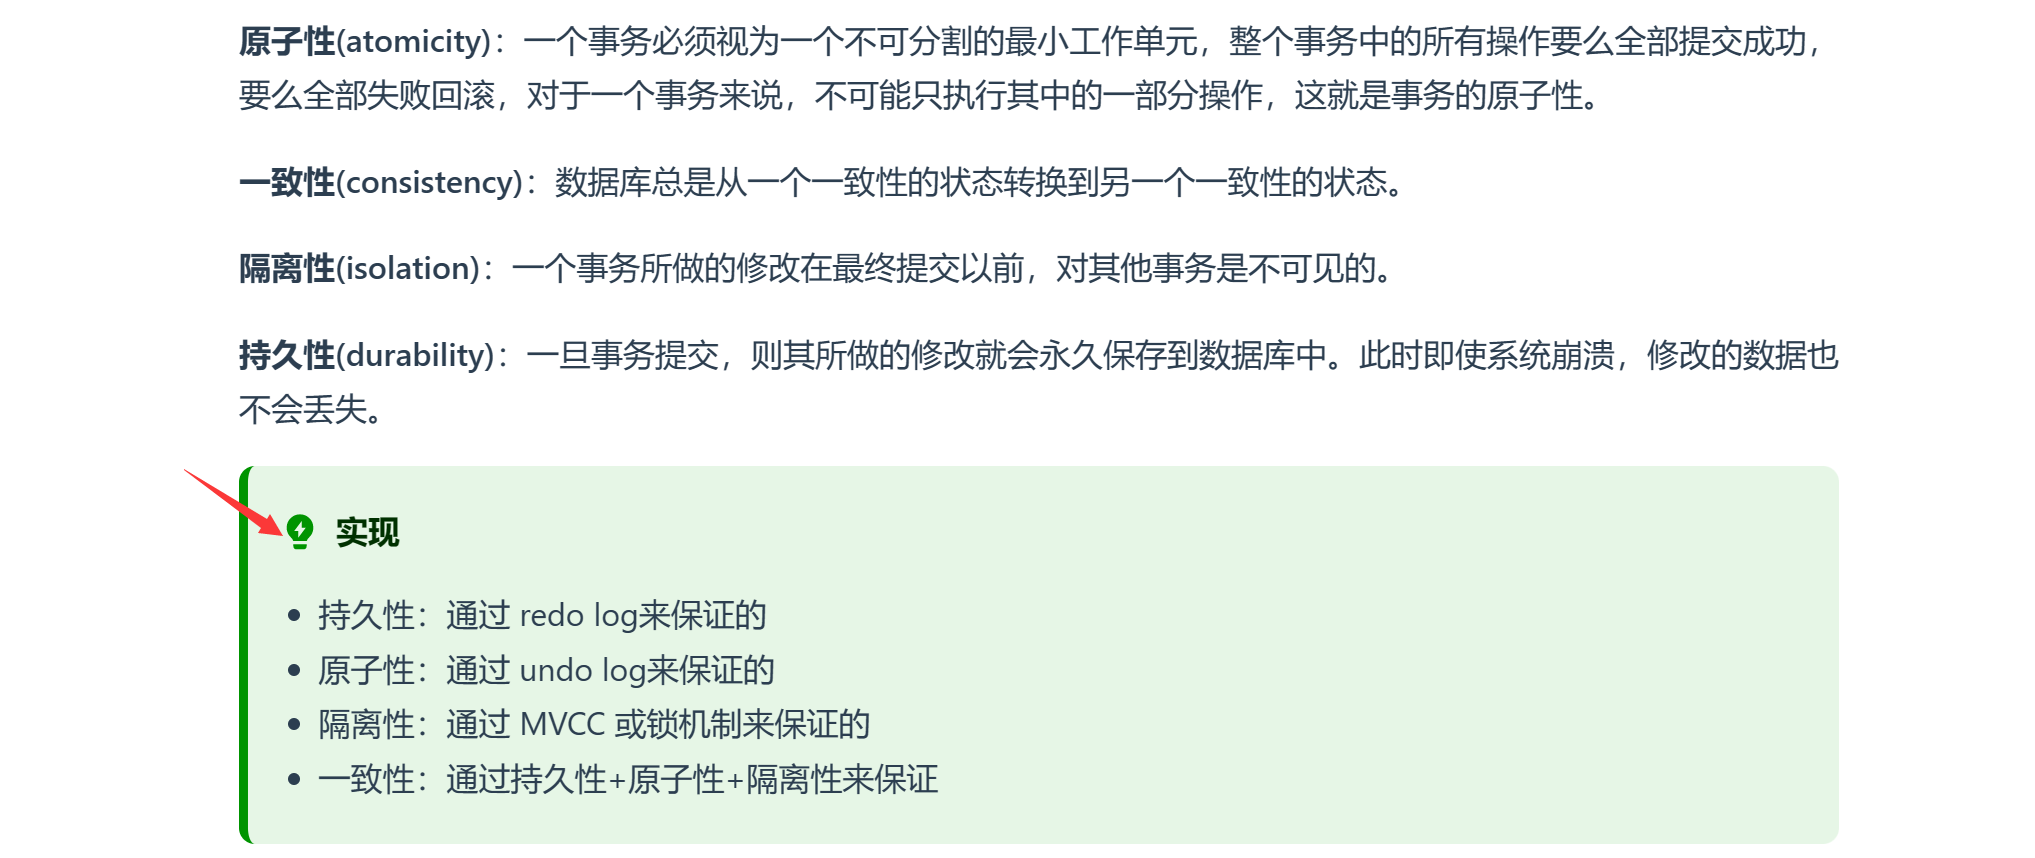 原子性(atomicity)：一个事务必须视为一个不可分割的最小工作单元，整个事务中的所有操作要么全部提交成功，
要么全部失败回滚，对于一个事务来说，不可能只执行其中的一部分操作，这就是事务的原子性。
一致性(consistency)：数据库总是从一个一致性的状态转换到另一个一致性的状态。
隔离性(isolation)：一个事务所做的修改在最终提交以前，对其他事务是不可见的。
持久性(durability)：一旦事务提交，则其所做的修改就会永久保存到数据库中。此时即使系统崩溃，修改的数据也
不会丢失。
实现
• 持久性：通过 redo log来保证的
• 原子性：通过 undo log来保证的
• 隔离性：通过 MVCC 或锁机制来保证的
• 一致性：通过持久性+原子性+隔离性来保证